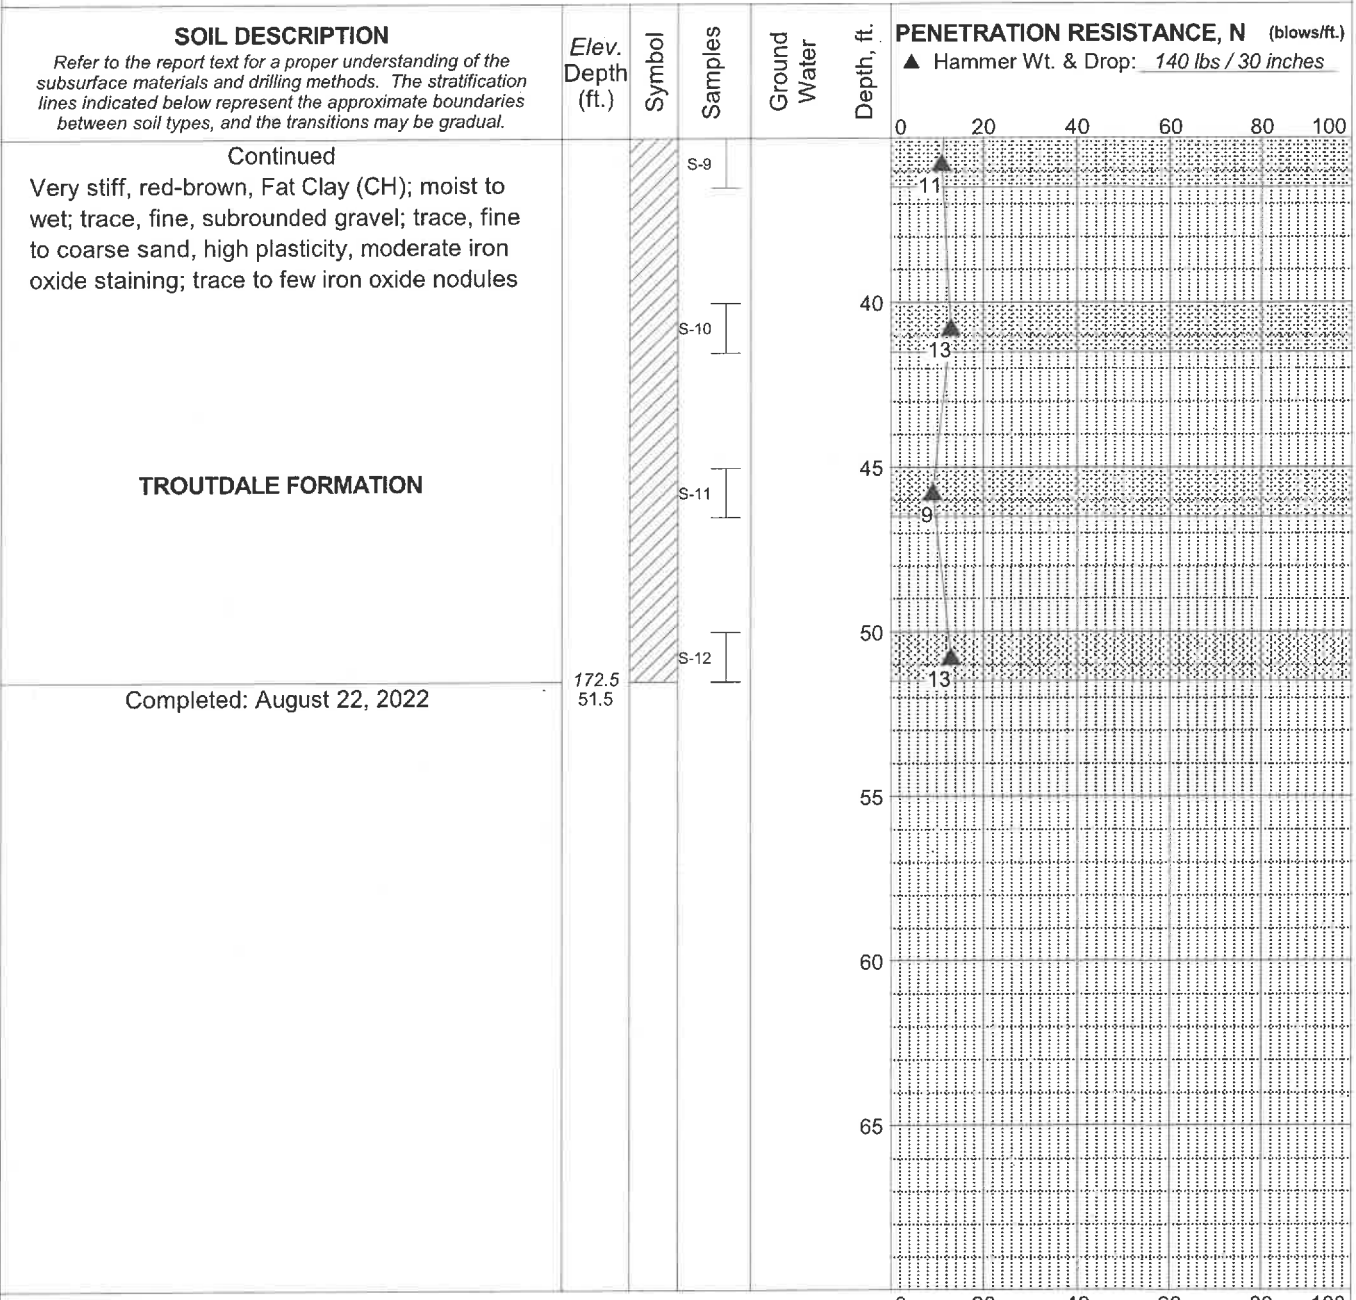 SOIL DESCRIPTION
Refer to the report text for a proper understanding of the
subsurface materials and drilling methods. The stratification
lines indicated below represent the approximate boundaries
between soil types, and the transitions may be gradual.
Elev.
Depth
(ft.)
Symbol
Samples
Ground
Water
Depth, ft.
PENETRATION RESISTANCE, N (blows/ft.)
▲ Hammer Wt. & Drop: 140 lbs / 30 inches
0 20 40 60 80 100
Continued
Very stiff, red-brown, Fat Clay (CH); moist to
wet; trace, fine, subrounded gravel; trace, fine
to coarse sand, high plasticity, moderate iron
oxide staining; trace to few iron oxide nodules
S-9
11
40
S-10
13
45
TROUTDALE FORMATION
S-11
9
50
S-12
13
172.5
51.5
Completed: August 22, 2022
55
60
65
0 20 40 60 80 100